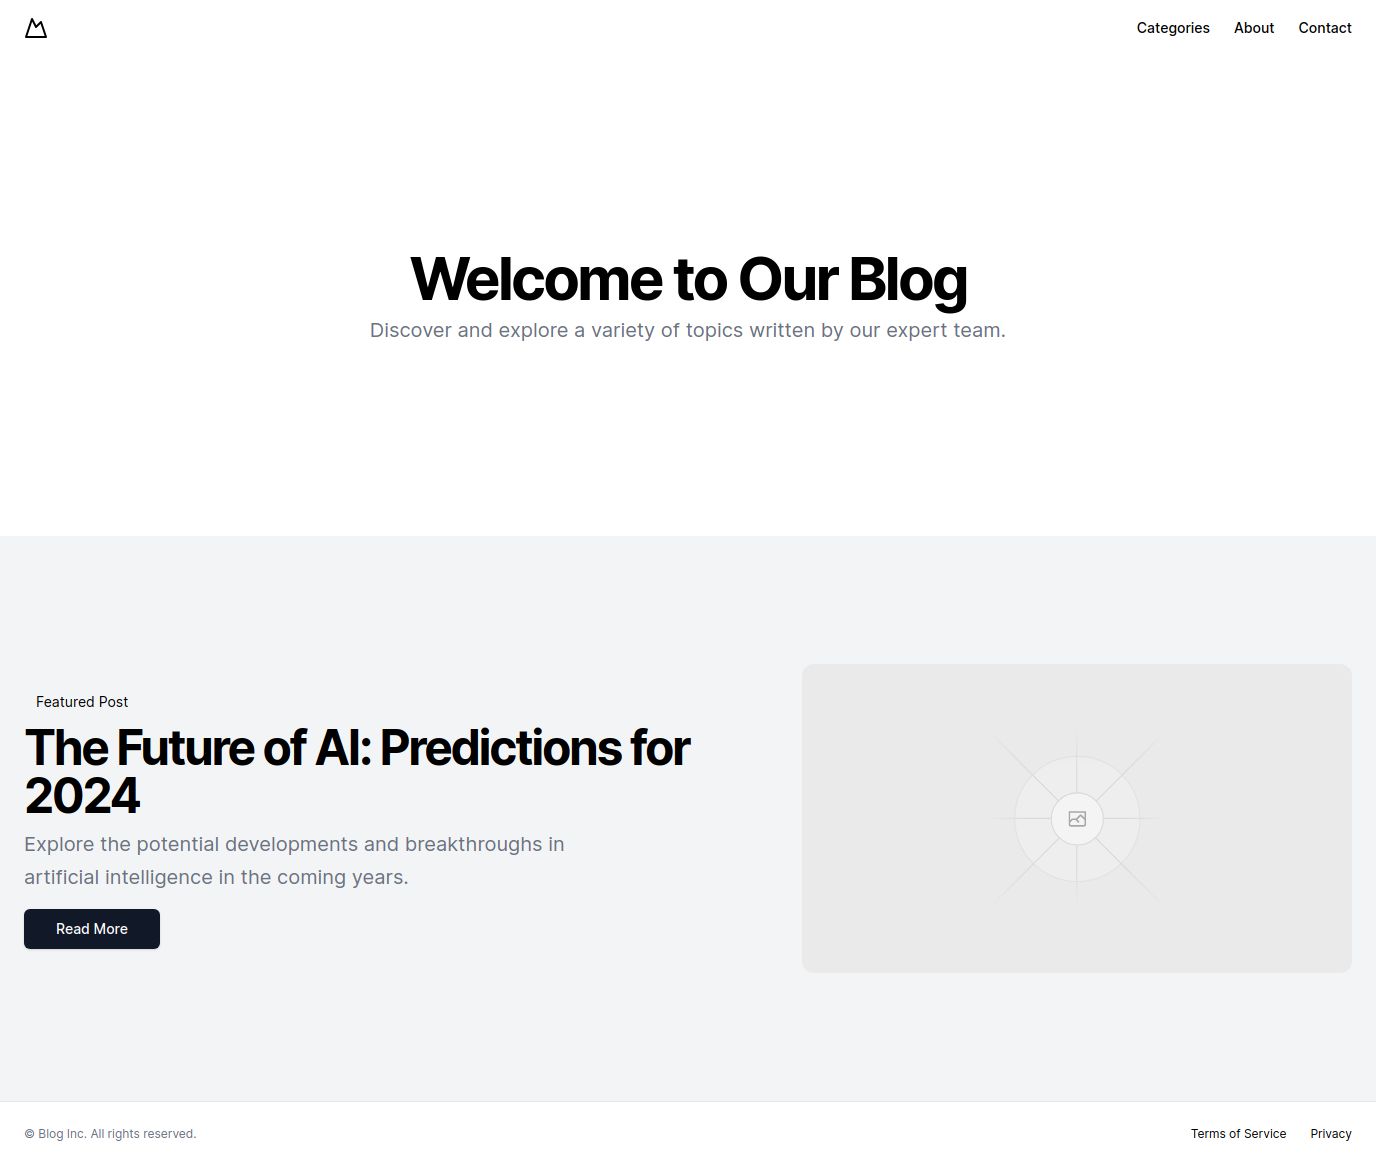 Categories About Contact
Welcome to Our Blog
Discover and explore a variety of topics written by our expert team.
Featured Post
The Future of AI: Predictions for
2024
Explore the potential developments and breakthroughs in
artificial intelligence in the coming years.
Read More
© Blog Inc. All rights reserved.
Terms of Service Privacy